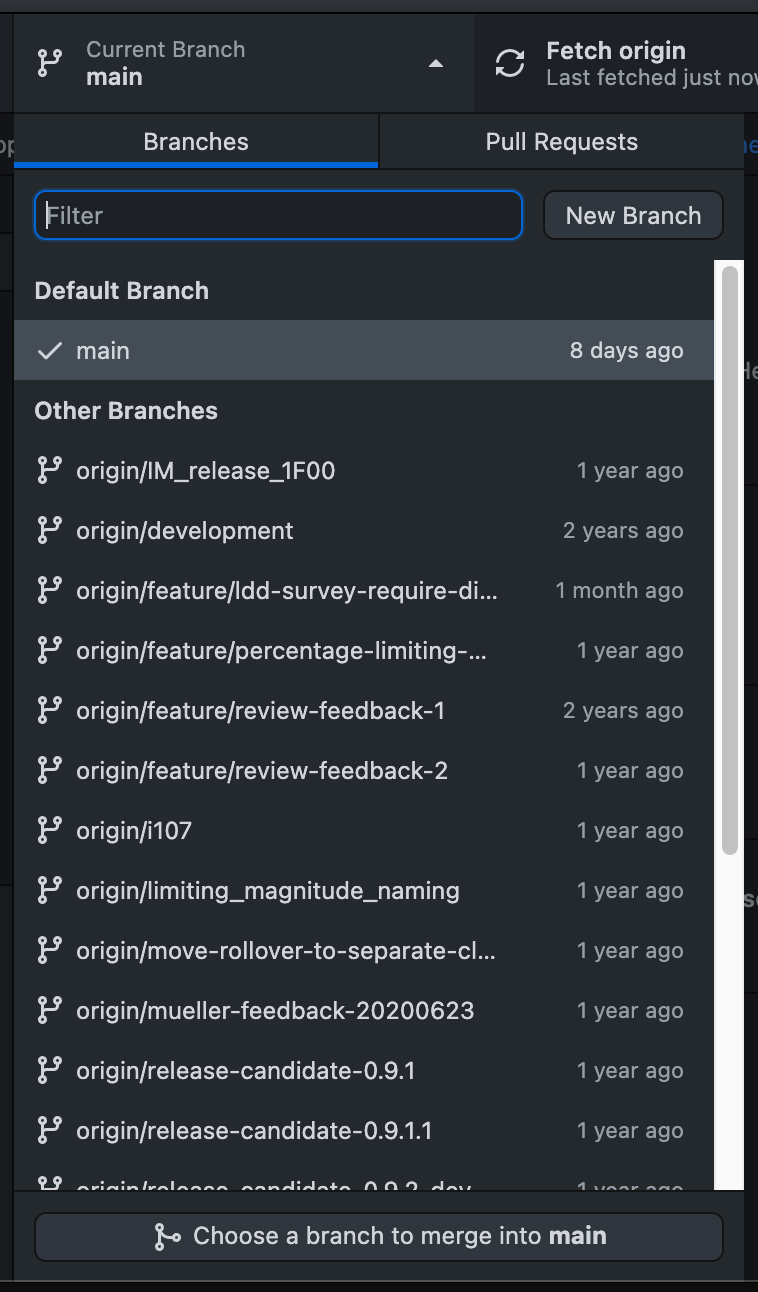 Current Branch
main
Fetch origin
Last fetched just now
Branches
Pull Requests
Filter
New Branch
Default Branch
main
8 days ago
Other Branches
origin/IM_release_1F00
1 year ago
origin/development
2 years ago
origin/feature/ldd-survey-require-di...
1 month ago
origin/feature/percentage-limiting-...
1 year ago
origin/feature/review-feedback-1
2 years ago
origin/feature/review-feedback-2
1 year ago
origin/i107
1 year ago
origin/limiting_magnitude_naming
1 year ago
origin/move-rollover-to-separate-cl...
1 year ago
origin/mueller-feedback-20200623
1 year ago
origin/release-candidate-0.9.1
1 year ago
origin/release-candidate-0.9.1.1
1 year ago
1 year ago
Choose a branch to merge into main